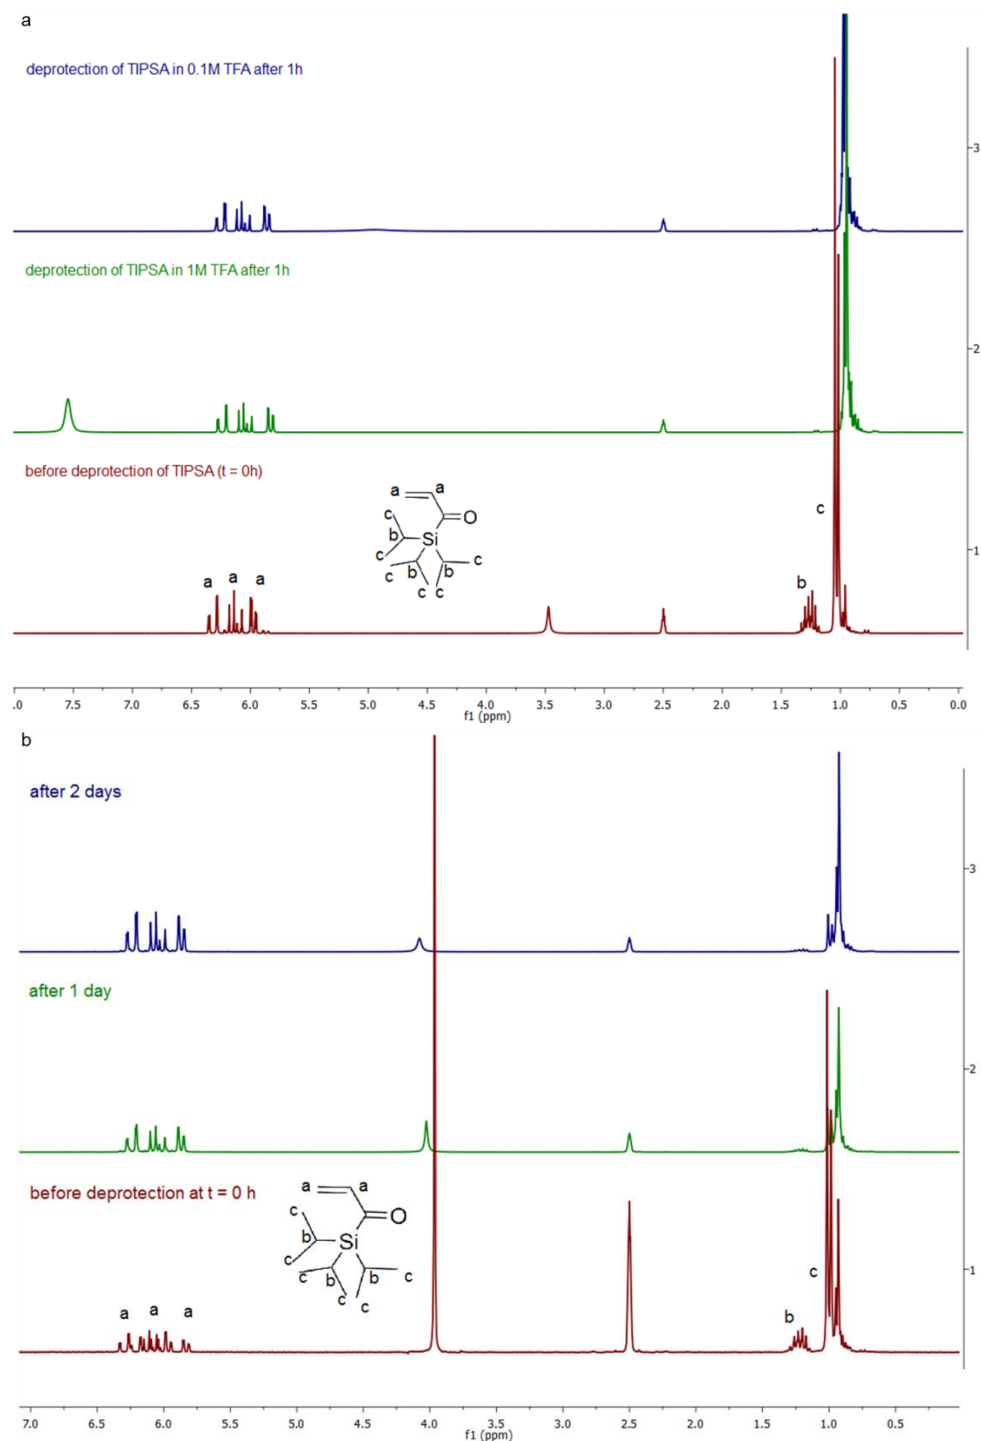 a
deprotection of TIPSA in 0.1M TFA after 1h
3
deprotection of TIPSA in 1M TFA after 1h
2
before deprotection of TIPSA (t = 0h)
a a
c
O
b Si
c c
c b b
c c
c
1
a a a
b
.0 7.5 7.0 6.5 6.0 5.5 5.0 4.5 4.0 3.5 3.0 2.5 2.0 1.5 1.0 0.5 0.0
f1 (ppm)
b
after 2 days
3
after 1 day
2
before deprotection at t = 0 h
a a
c
O
b Si
c
c b b c
c c
c
1
a a a
b
7.0 6.5 6.0 5.5 5.0 4.5 4.0 3.5 3.0 2.5 2.0 1.5 1.0 0.5
f1 (ppm)